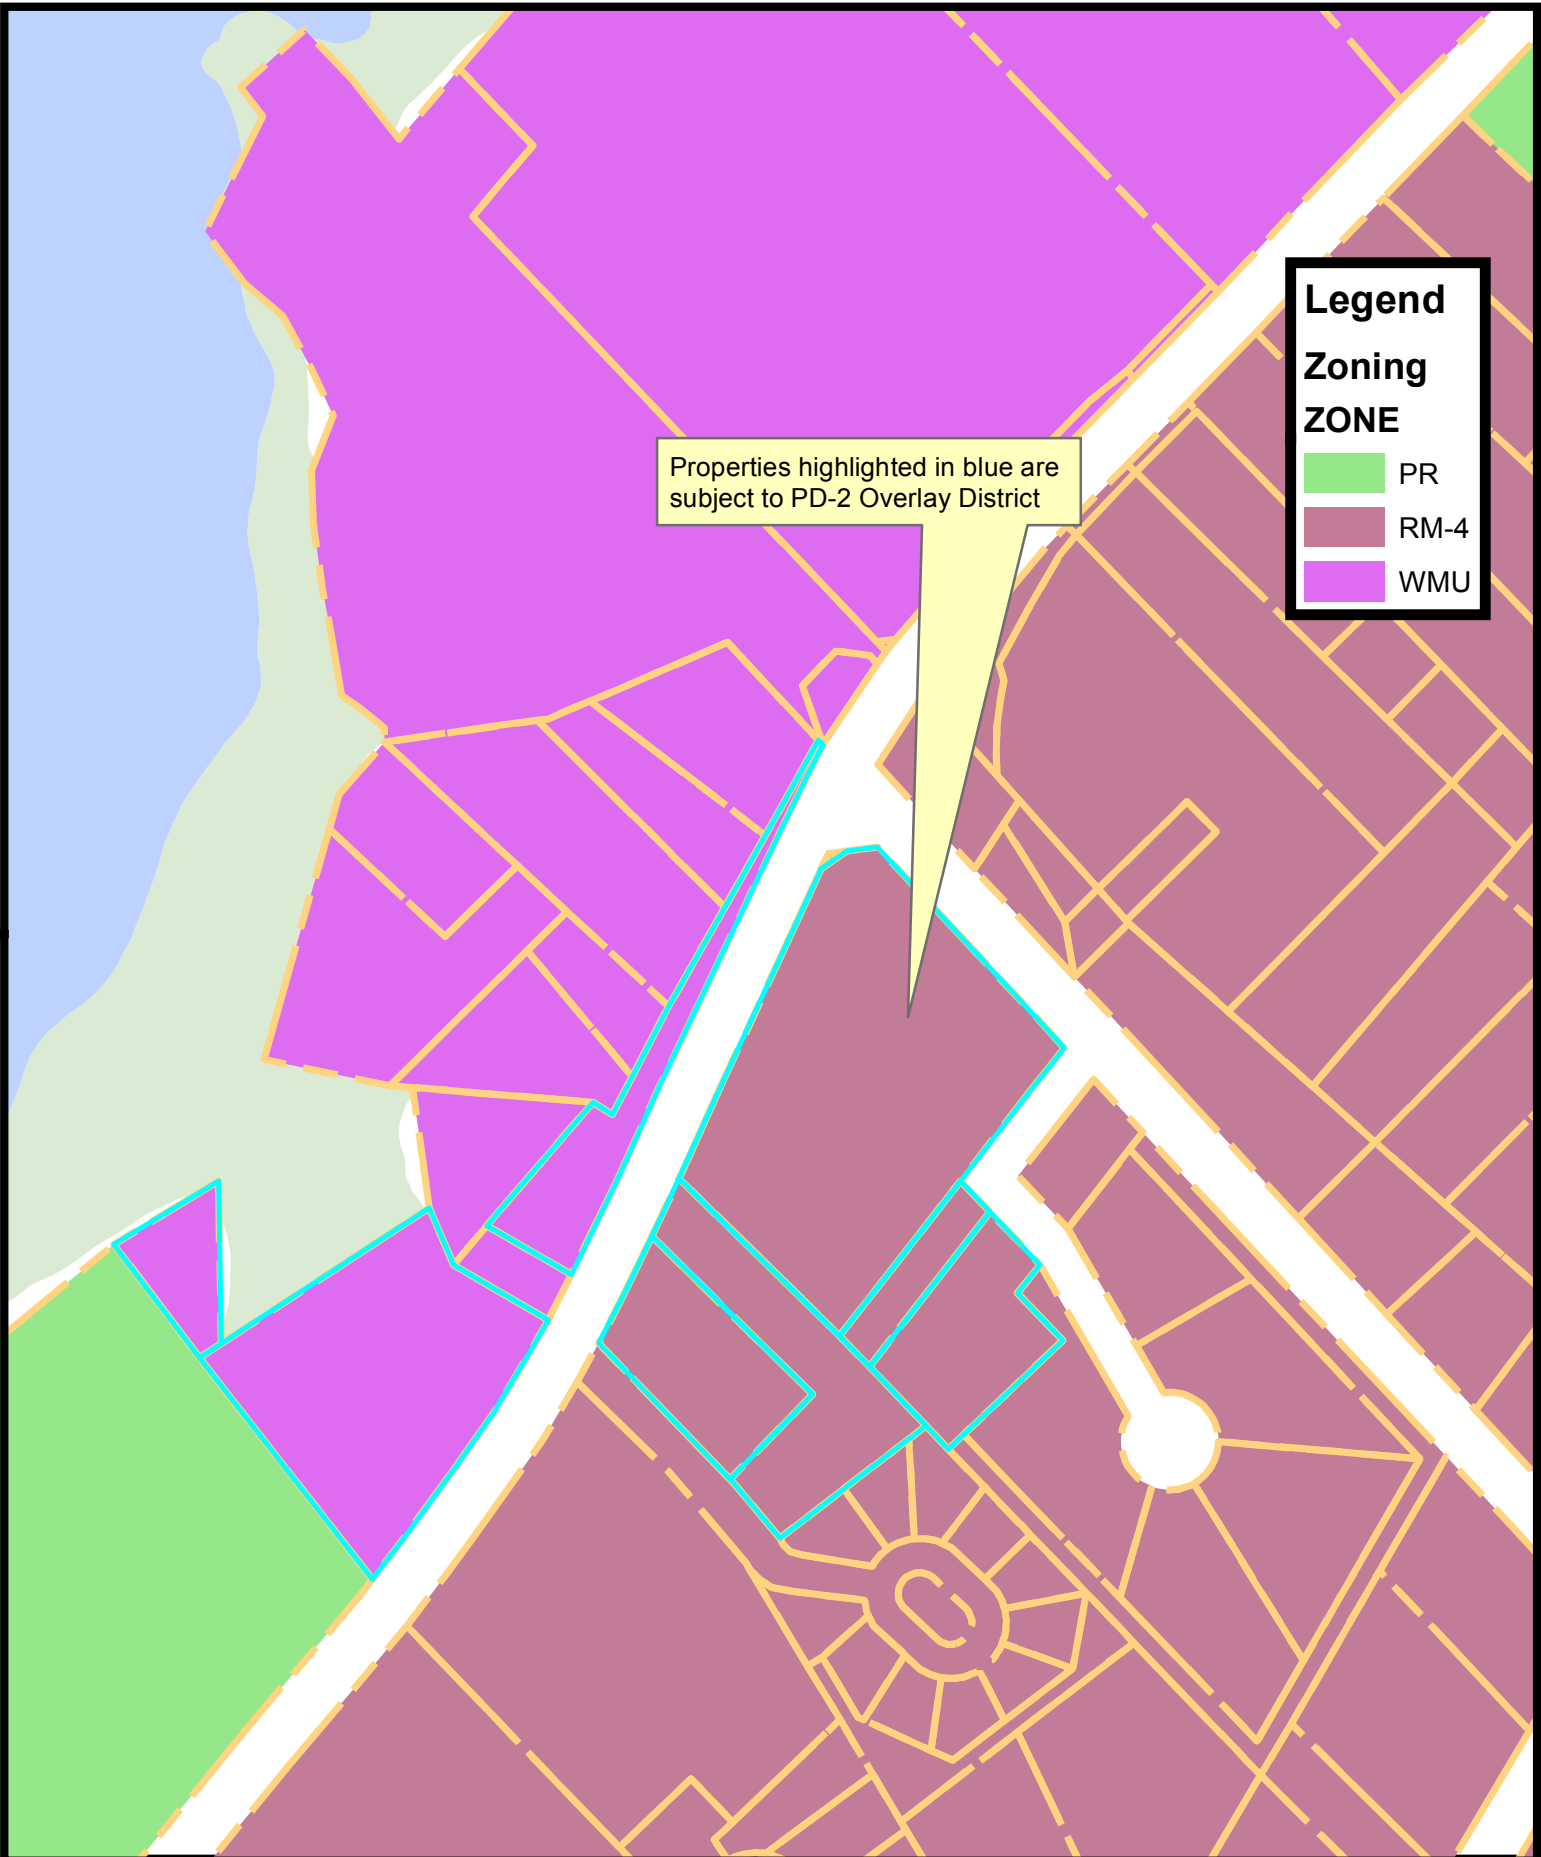 Legend
Zoning
ZONE
PR
RM-4
WMU
Properties highlighted in blue are
subject to PD-2 Overlay District